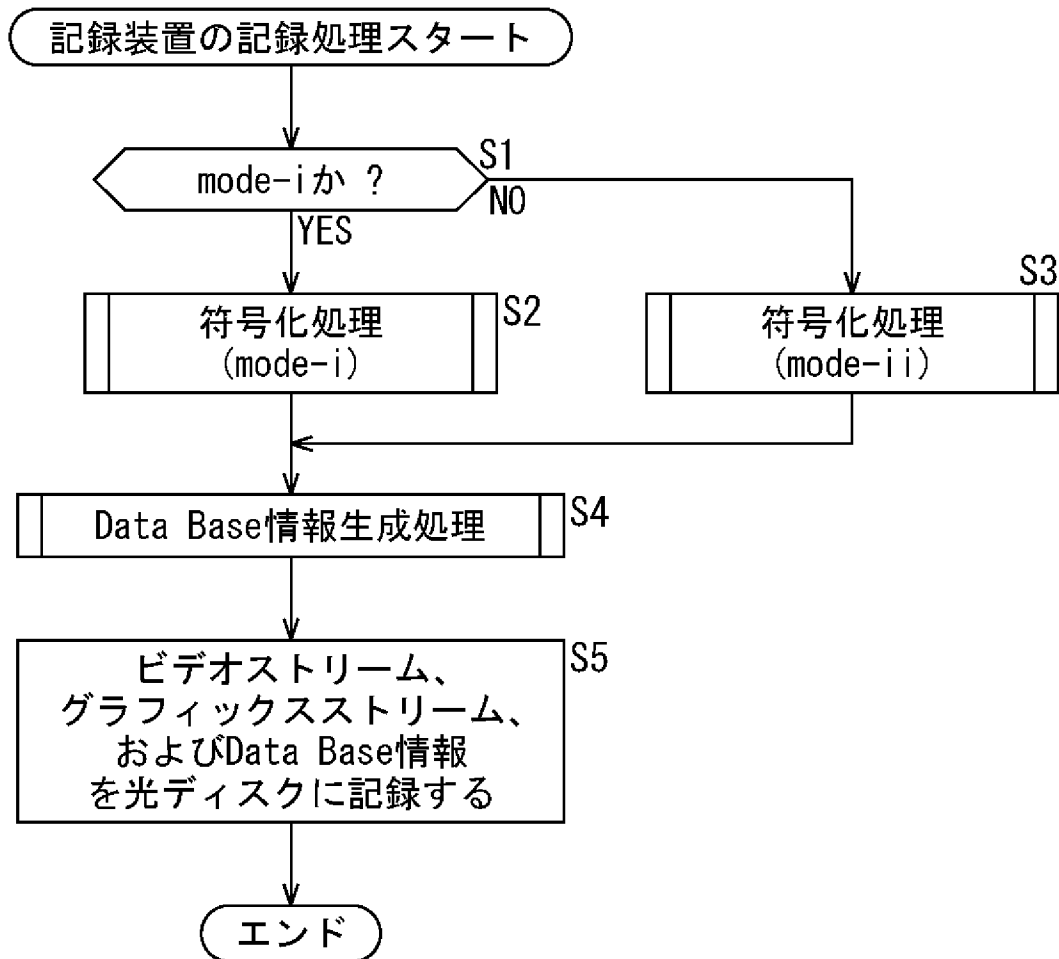 記録装置の記録処理スタート
mode-iか ?
S1
NO
YES
符号化処理
(mode-i)
S2
S3
符号化処理
(mode-ii)
Data Base情報生成処理
S4
ビデオストリーム、
グラフィックスストリーム、
およびData Base情報
を光ディスクに記録する
S5
エンド